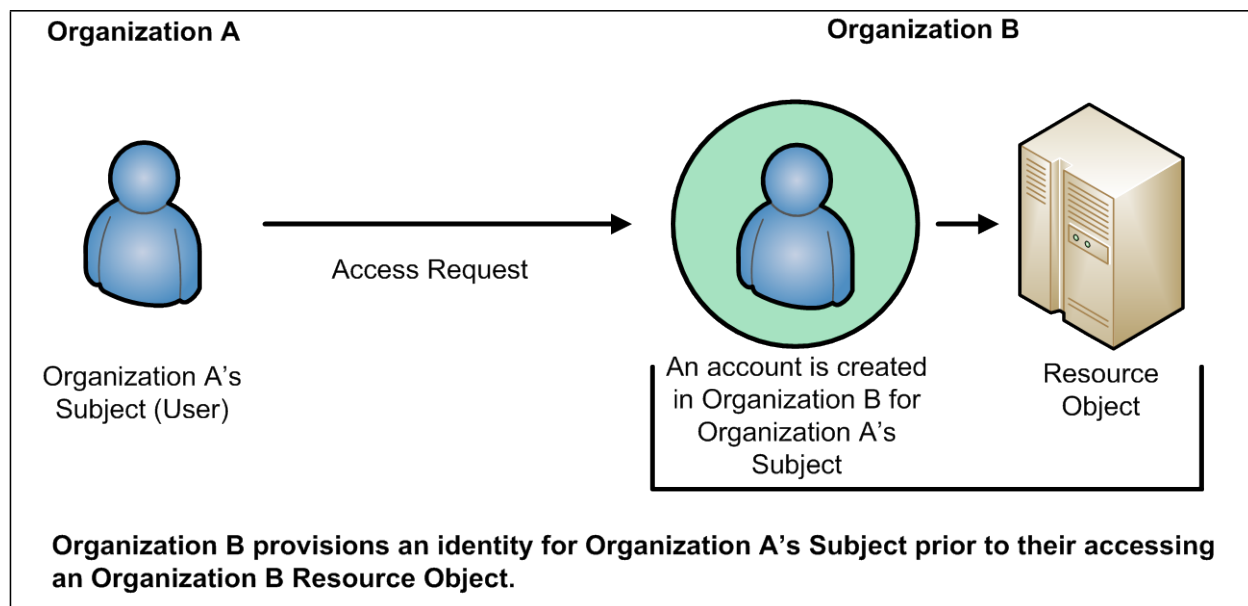 Organization A
Organization B
Access Request
Organization A's
Subject (User)
An account is created
in Organization B for
Organization A's
Subject
Resource
Object
Organization B provisions an identity for Organization A's Subject prior to their accessing
an Organization B Resource Object.